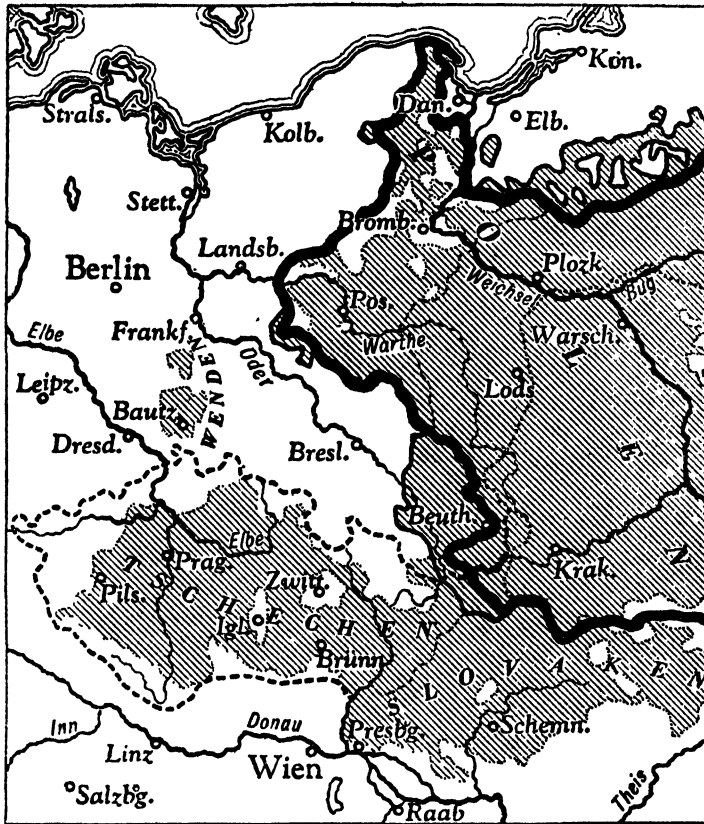 Kön.
Strals.
Dan.
Elb.
Kolb.
Stett.
Bromb.
Landsb.
Berlin
Plozk
Weichsel
Bug
Pos.
Frankf.
Warsch.
Elbe
Warthe
Oder
WENDEN
Leipz.
Lods
Bautz.
Dresd.
Bresl.
POLEN
Beuth.
Elbe
Prag.
Krak.
Pils.
Zwitt.
TSCHECHEN
Igl.
Brünn
SLOVAKEN
Inn
Donau
Presbg.
Schemn.
Linz
Wien
Salzbg.
Raab
Theis